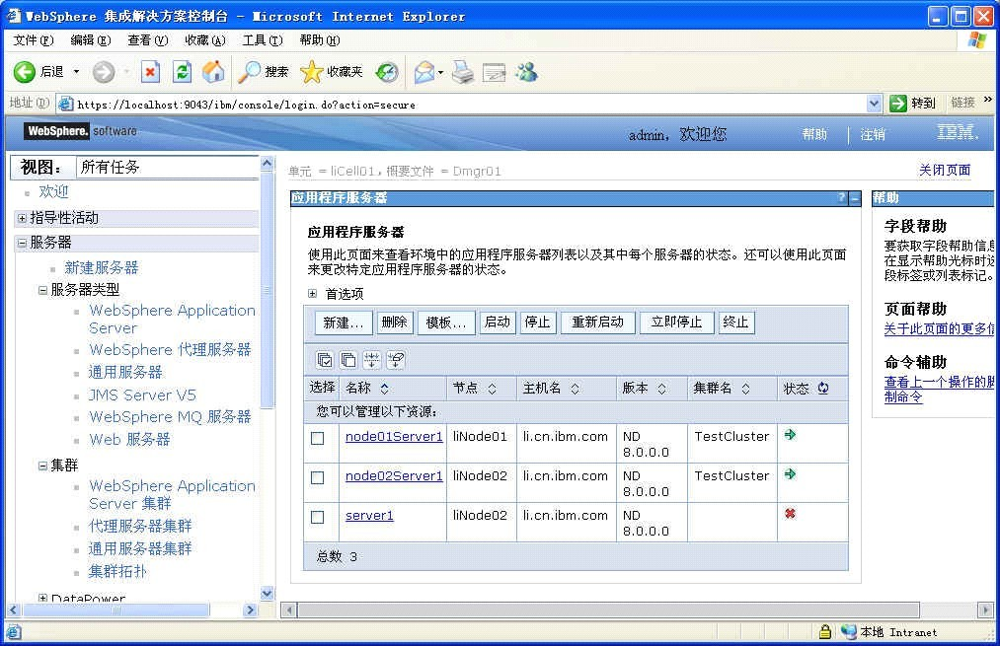 WebSphere 集成解决方案控制台 - Microsoft Internet Explorer
文件(F) 编辑(E) 查看(V) 收藏(A) 工具(T) 帮助(H)
后退 搜索 收藏夹
地址(D) https://localhost:9043/ibm/console/login.do?action=secure 转到 链接 »
WebSphere. software admin, 欢迎您 帮助 注销 IBM.
视图： 所有任务
欢迎
指导性活动
服务器
新建服务器
服务器类型
WebSphere Application
Server
WebSphere 代理服务器
通用服务器
JMS Server V5
WebSphere MQ 服务器
Web 服务器
集群
WebSphere Application
Server 集群
代理服务器集群
通用服务器集群
集群拓扑
DataPower
单元 = liCell01，概要文件 = Dmgr01
关闭页面
应用程序服务器 ? –
应用程序服务器
使用此页面来查看环境中的应用程序服务器列表以及其中每个服务器的状态。还可以使用此页面
来更改特定应用程序服务器的状态。
首选项
新建... 删除 模板... 启动 停止 重新启动 立即停止 终止
选择 名称 节点 主机名 版本 集群名 状态
您可以管理以下资源:
node01Server1 liNode01 li.cn.ibm.com ND 8.0.0.0 TestCluster
node02Server1 liNode02 li.cn.ibm.com ND 8.0.0.0 TestCluster
server1 liNode02 li.cn.ibm.com ND 8.0.0.0
总数 3
帮助
字段帮助
要获取字段帮助信息
在显示帮助光标时
段标签或列表标记。
页面帮助
关于此页面的更多信
命令辅助
查看上一个操作的脚
制命令
本地 Intranet